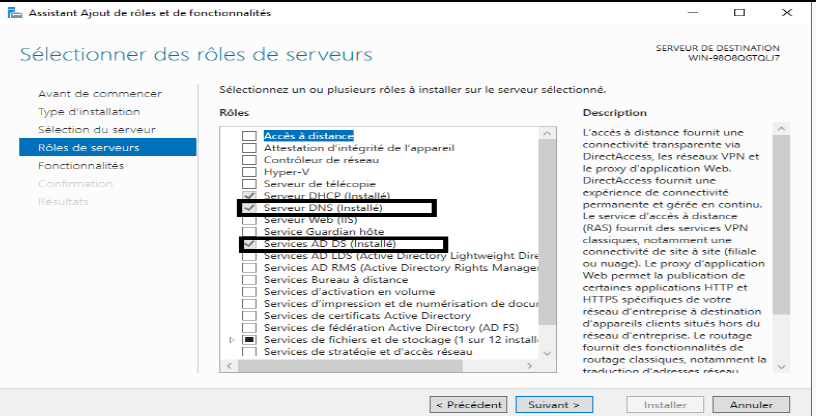 Assistant Ajout de rôles et de fonctionnalités
Sélectionner des rôles de serveurs
SERVEUR DE DESTINATION
WIN-98O8QGTQLJ7
Avant de commencer
Type d'installation
Sélection du serveur
Rôles de serveurs
Fonctionnalités
Confirmation
Résultats
Sélectionnez un ou plusieurs rôles à installer sur le serveur sélectionné.
Rôles
Accès à distance
Attestation d'intégrité de l'appareil
Contrôleur de réseau
Hyper-V
Serveur de télécopie
Serveur DHCP (Installé)
Serveur DNS (Installé)
Serveur Web (IIS)
Service Guardian hôte
Services AD DS (Installé)
Services AD LDS (Active Directory Lightweight Dire
Services AD RMS (Active Directory Rights Manage
Services Bureau à distance
Services d'activation en volume
Services d'impression et de numérisation de docu
Services de certificats Active Directory
Services de fédération Active Directory (AD FS)
Services de fichiers et de stockage (1 sur 12 install
Services de stratégie et d'accès réseau
Description
L'accès à distance fournit une
connectivité transparente via
DirectAccess, les réseaux VPN et
le proxy d'application Web.
DirectAccess fournit une
expérience de connectivité
permanente et gérée en continu.
Le service d'accès à distance
(RAS) fournit des services VPN
classiques, notamment une
connectivité de site à site (filiale
ou nuage). Le proxy d'application
Web permet la publication de
certaines applications HTTP et
HTTPS spécifiques de votre
réseau d'entreprise à destination
d'appareils clients situés hors du
réseau d'entreprise. Le routage
fournit des fonctionnalités de
routage classiques, notamment la
traduction d'adresses réseau
< Précédent
Suivant >
Installer
Annuler